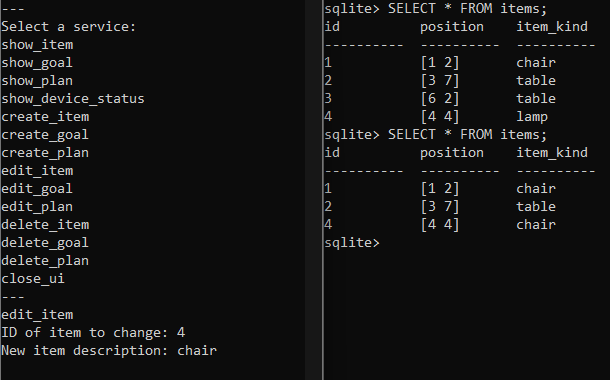 ---
Select a service:
show_item
show_goal
show_plan
show_device_status
create_item
create_goal
create_plan
edit_item
edit_goal
edit_plan
delete_item
delete_goal
delete_plan
close_ui
---
edit_item
ID of item to change: 4
New item description: chair
sqlite> SELECT * FROM items;
id          position    item_kind
----------  ----------  ----------
1           [1 2]       chair
2           [3 7]       table
3           [6 2]       table
4           [4 4]       lamp
sqlite> SELECT * FROM items;
id          position    item_kind
----------  ----------  ----------
1           [1 2]       chair
2           [3 7]       table
4           [4 4]       chair
sqlite>